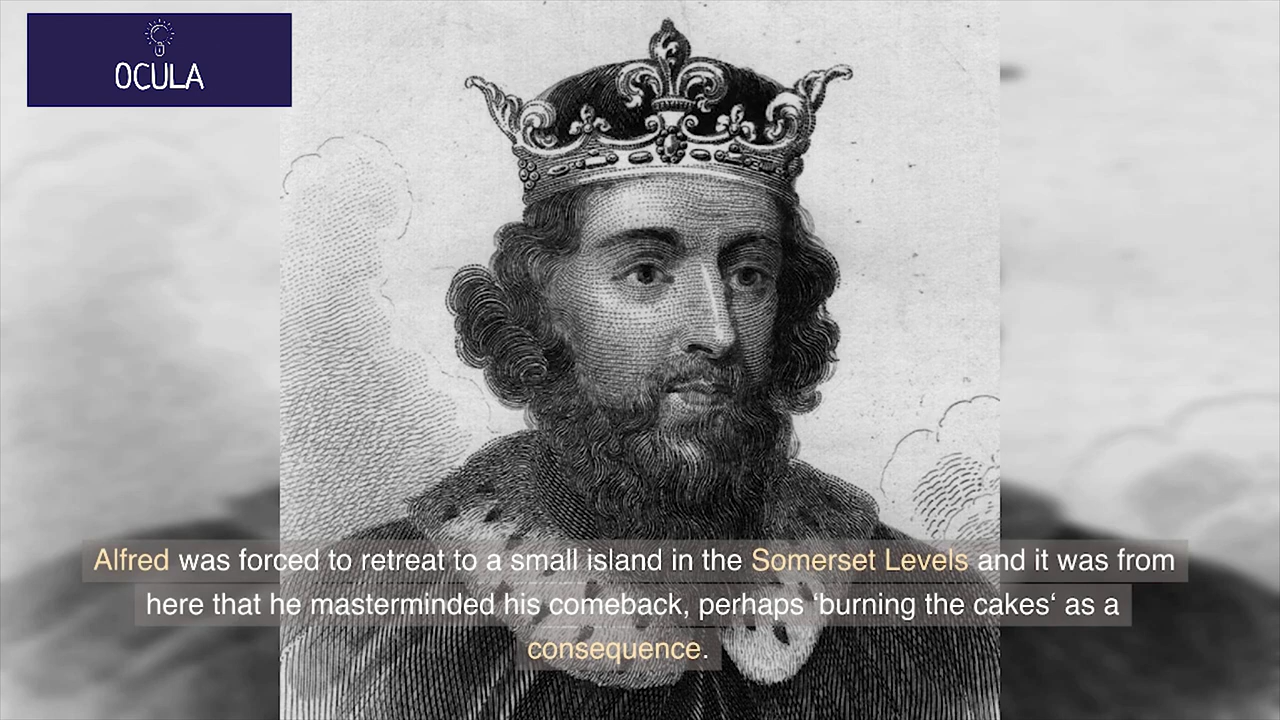 OCULA
Alfred was forced to retreat to a small island in the Somerset Levels and it was from
here that he masterminded his comeback, perhaps ‘burning the cakes‘ as a
consequence.